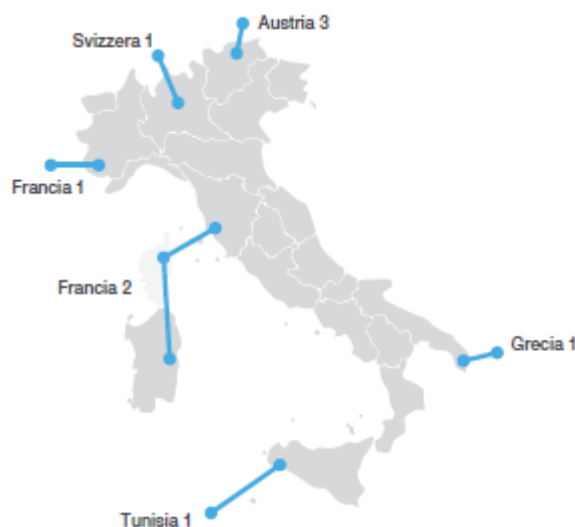 Austria 3
Svizzera 1
Francia 1
Francia 2
Grecia 1
Tunisia 1